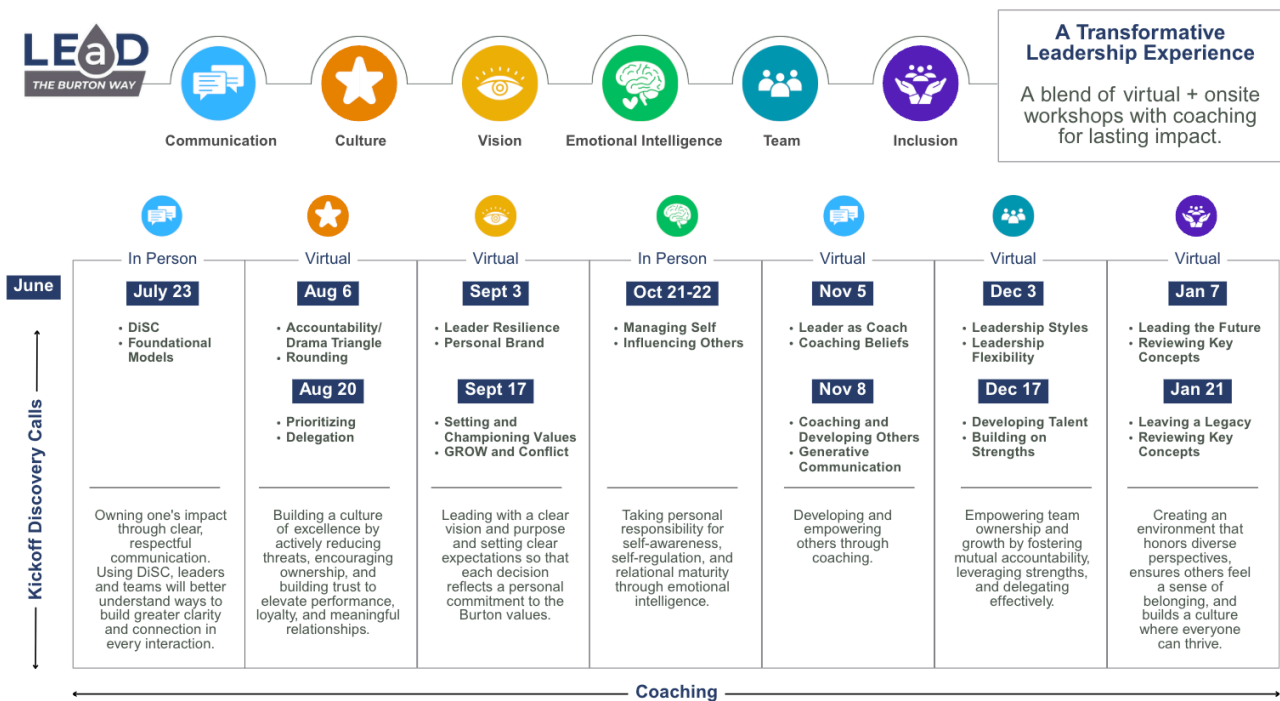 LEaD
THE BURTON WAY
Communication
Culture
Vision
Emotional Intelligence
Team
Inclusion
A Transformative
Leadership Experience
A blend of virtual + onsite
workshops with coaching
for lasting impact.
June
Kickoff Discovery Calls
In Person
July 23
• DiSC
• Foundational
Models
Owning one's impact
through clear,
respectful
communication.
Using DiSC, leaders
and teams will better
understand ways to
build greater clarity
and connection in
every interaction.
Virtual
Aug 6
• Accountability/
Drama Triangle
• Rounding
Aug 20
• Prioritizing
• Delegation
Building a culture
of excellence by
actively reducing
threats, encouraging
ownership, and
building trust to
elevate performance,
loyalty, and meaningful
relationships.
Virtual
Sept 3
• Leader Resilience
• Personal Brand
Sept 17
• Setting and
Championing Values
• GROW and Conflict
Leading with a clear
vision and purpose
and setting clear
expectations so that
each decision
reflects a personal
commitment to the
Burton values.
In Person
Oct 21-22
• Managing Self
• Influencing Others
Taking personal
responsibility for
self-awareness,
self-regulation, and
relational maturity
through emotional
intelligence.
Virtual
Nov 5
• Leader as Coach
• Coaching Beliefs
Nov 8
• Coaching and
Developing Others
• Generative
Communication
Developing and
empowering
others through
coaching.
Virtual
Dec 3
• Leadership Styles
• Leadership
Flexibility
Dec 17
• Developing Talent
• Building on
Strengths
Empowering team
ownership and
growth by fostering
mutual accountability,
leveraging strengths,
and delegating
effectively.
Virtual
Jan 7
• Leading the Future
• Reviewing Key
Concepts
Jan 21
• Leaving a Legacy
• Reviewing Key
Concepts
Creating an
environment that
honors diverse
perspectives,
ensures others feel
a sense of
belonging, and
builds a culture
where everyone
can thrive.
Coaching